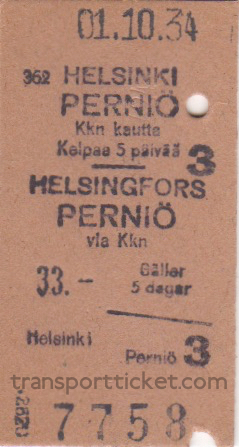 01.10.34
362 HELSINKI
PERNIÖ
Kkn kautta
Kelpaa 5 päivää
3
HELSINGFORS
PERNIÖ
via Kkn
33.- Gäller
5 dagar
Helsinki
Perniö 3
transportticket.com
7758